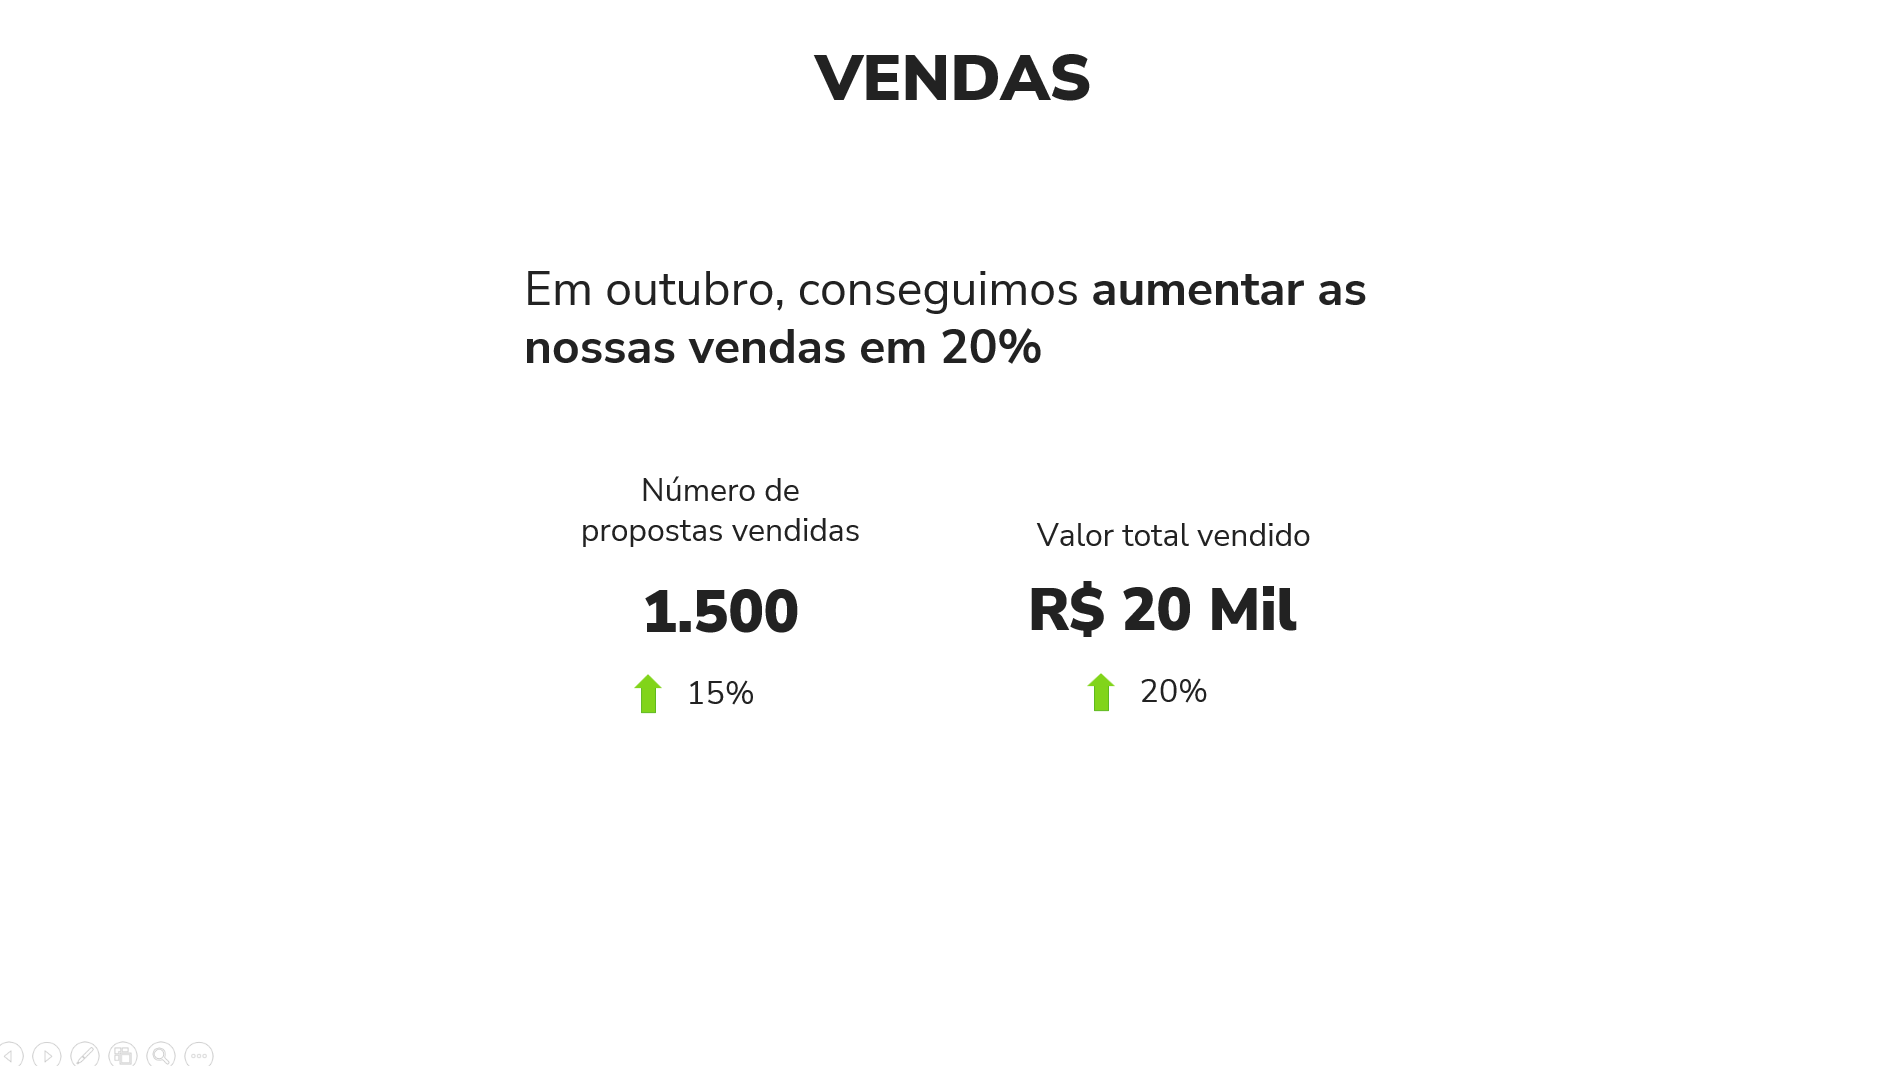 VENDAS
Em outubro, conseguimos aumentar as
nossas vendas em 20%
Número de
propostas vendidas
1.500
15%
Valor total vendido
R$ 20 Mil
20%